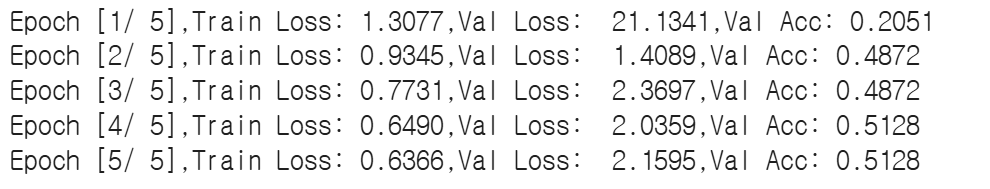 Epoch [1/ 5],Train Loss: 1.3077,Val Loss:  21.1341,Val Acc: 0.2051
Epoch [2/ 5],Train Loss: 0.9345,Val Loss:  1.4089,Val Acc: 0.4872
Epoch [3/ 5],Train Loss: 0.7731,Val Loss:  2.3697,Val Acc: 0.4872
Epoch [4/ 5],Train Loss: 0.6490,Val Loss:  2.0359,Val Acc: 0.5128
Epoch [5/ 5],Train Loss: 0.6366,Val Loss:  2.1595,Val Acc: 0.5128